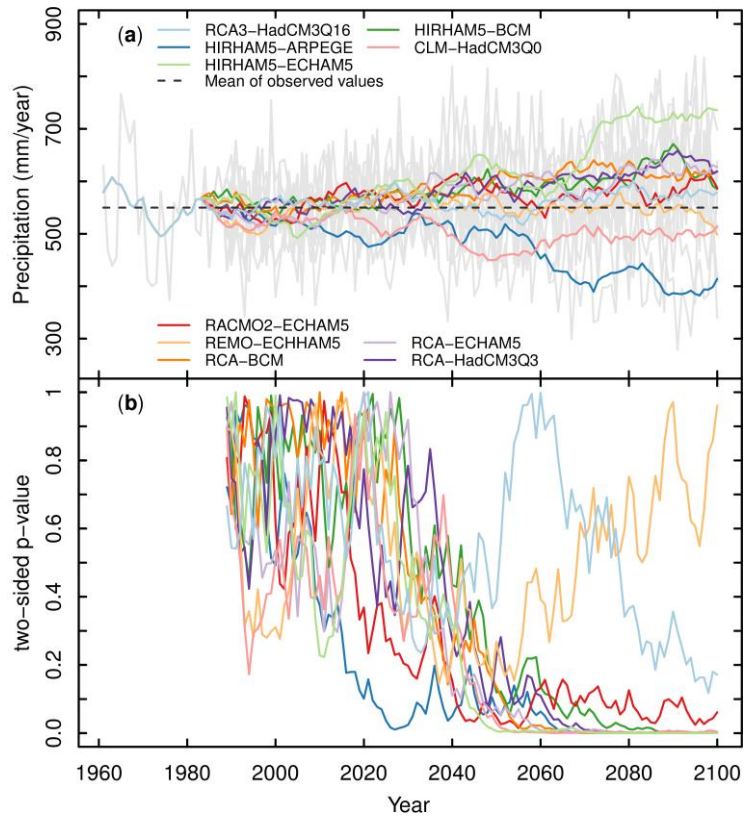 (a)
RCA3−HadCM3Q16
HIRHAM5−ARPEGE
HIRHAM5−ECHAM5
Mean of observed values
HIRHAM5−BCM
CLM−HadCM3Q0
Precipitation (mm/year)
900
700
500
300
RACMO2−ECHAM5
REMO−ECHHAM5
RCA−BCM
RCA−ECHAM5
RCA−HadCM3Q3
(b)
two−sided p−value
1
0.8
0.6
0.4
0.2
0.0
1960 1980 2000 2020 2040 2060 2080 2100
Year